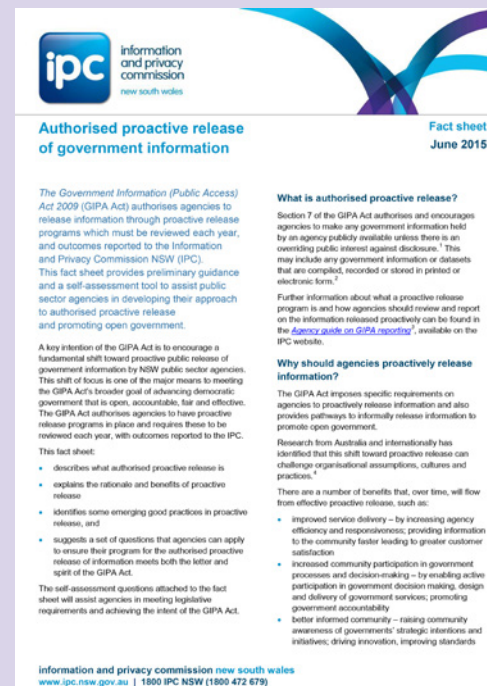 ipc
information
and privacy
commission
new south wales
Authorised proactive release
of government information
Fact sheet
June 2015
The Government Information (Public Access)
Act 2009 (GIPA Act) authorises agencies to
release information through proactive release
programs which must be reviewed each year,
and outcomes reported to the Information
and Privacy Commission NSW (IPC).
This fact sheet provides preliminary guidance
and a self-assessment tool to assist public
sector agencies in developing their approach
to authorised proactive release
and promoting open government.
A key intention of the GIPA Act is to encourage a
fundamental shift toward proactive public release of
government information by NSW public sector agencies.
This shift of focus is one of the major means to meeting
the GIPA Act's broader goal of advancing democratic
government that is open, accountable, fair and effective.
The GIPA Act authorises agencies to have proactive
release programs in place and requires these to be
reviewed each year, with outcomes reported to the IPC.
This fact sheet:
• describes what authorised proactive release is
• explains the rationale and benefits of proactive
release
• identifies some emerging good practices in proactive
release, and
• suggests a set of questions that agencies can apply
to ensure their program for the authorised proactive
release of information meets both the letter and
spirit of the GIPA Act.
The self-assessment questions attached to the fact
sheet will assist agencies in meeting legislative
requirements and achieving the intent of the GIPA Act.
What is authorised proactive release?
Section 7 of the GIPA Act authorises and encourages
agencies to make any government information held
by an agency publicly available unless there is an
overriding public interest against disclosure.1 This
may include any government information or datasets
that are compiled, recorded or stored in printed or
electronic form.2
Further information about what a proactive release
program is and how agencies should review and report
on the information released proactively can be found in
the Agency guide on GIPA reporting3, available on the
IPC website.
Why should agencies proactively release
information?
The GIPA Act imposes specific requirements on
agencies to proactively release information and also
provides pathways to informally release information to
promote open government.
Research from Australia and internationally has
identified that this shift toward proactive release can
challenge organisational assumptions, cultures and
practices.4
There are a number of benefits that, over time, will flow
from effective proactive release, such as:
• improved service delivery – by increasing agency
efficiency and responsiveness; providing information
to the community faster leading to greater customer
satisfaction
• increased community participation in government
processes and decision-making – by enabling active
participation in government decision making, design
and delivery of government services; promoting
government accountability
• better informed community – raising community
awareness of governments' strategic intentions and
initiatives; driving innovation, improving standards
information and privacy commission new south wales
www.ipc.nsw.gov.au | 1800 IPC NSW (1800 472 679)